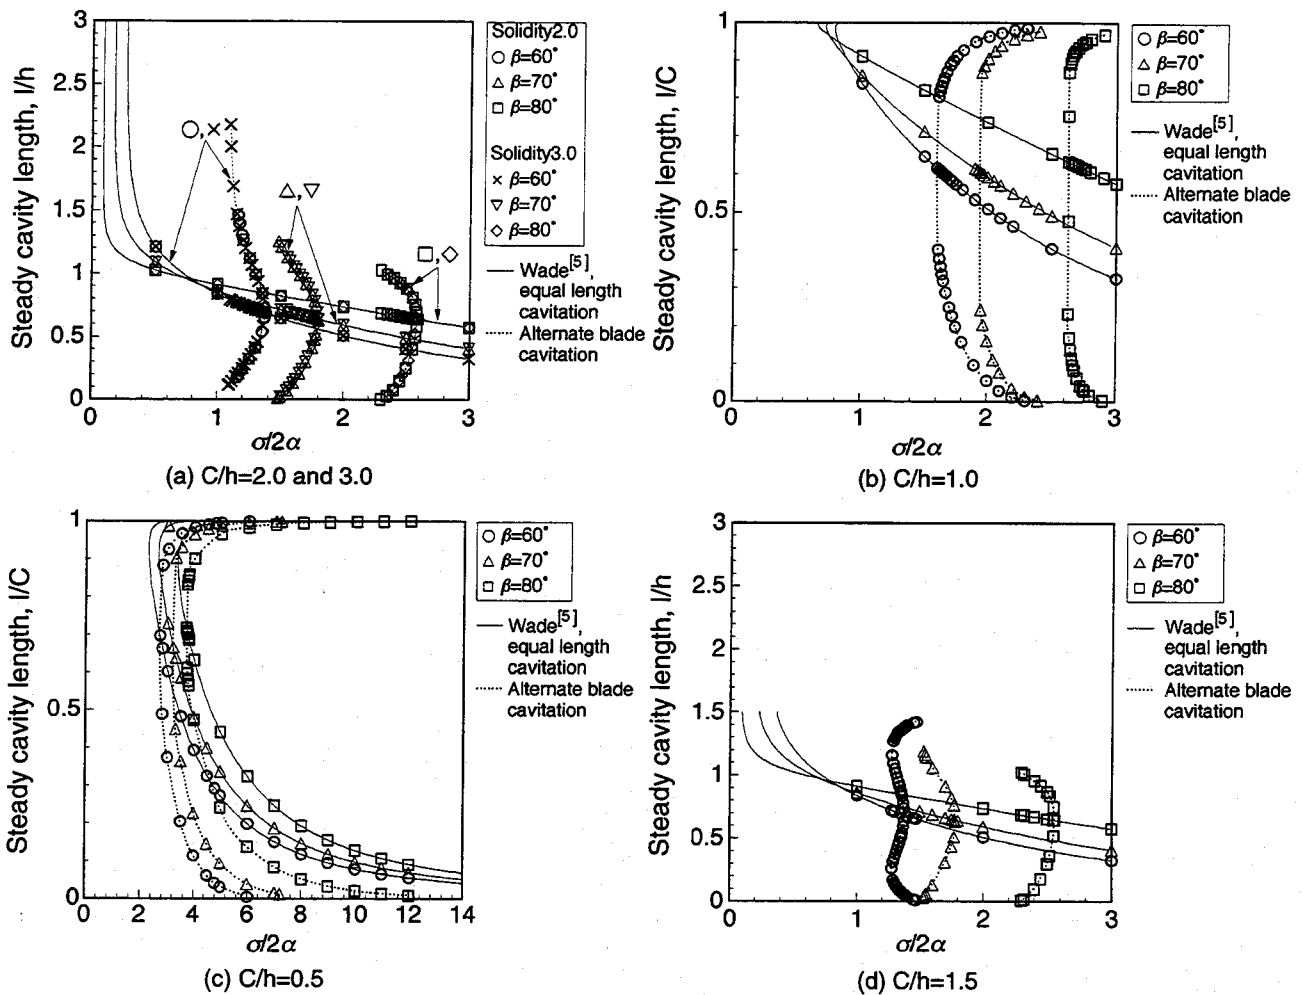 Steady cavity length, l/h
3
2.5
2
1.5
1
0.5
0
0 1 2 3
σ/2α
Solidity2.0
β=60°
β=70°
β=80°
Solidity3.0
β=60°
β=70°
β=80°
Wade[5],
equal length
cavitation
Alternate blade
cavitation
(a) C/h=2.0 and 3.0
Steady cavity length, l/C
1
0.5
0
0 1 2 3
σ/2α
β=60°
β=70°
β=80°
Wade[5],
equal length
cavitation
Alternate blade
cavitation
(b) C/h=1.0
Steady cavity length, l/C
1
0.5
0
0 2 4 6 8 10 12 14
σ/2α
β=60°
β=70°
β=80°
Wade[5],
equal length
cavitation
Alternate blade
cavitation
(c) C/h=0.5
Steady cavity length, l/h
3
2.5
2
1.5
1
0.5
0
0 1 2 3
σ/2α
β=60°
β=70°
β=80°
Wade[5],
equal length
cavitation
Alternate blade
cavitation
(d) C/h=1.5